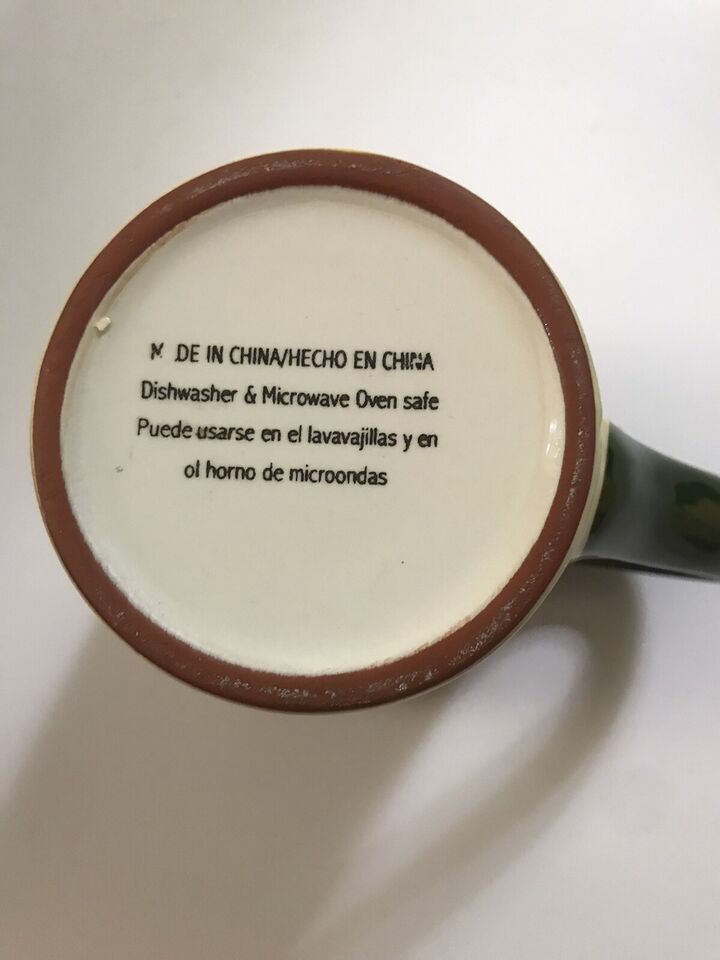 M DE IN CHINA/HECHO EN CHINA
Dishwasher & Microwave Oven safe
Puede usarse en el lavavajillas y en
ol horno de microondas